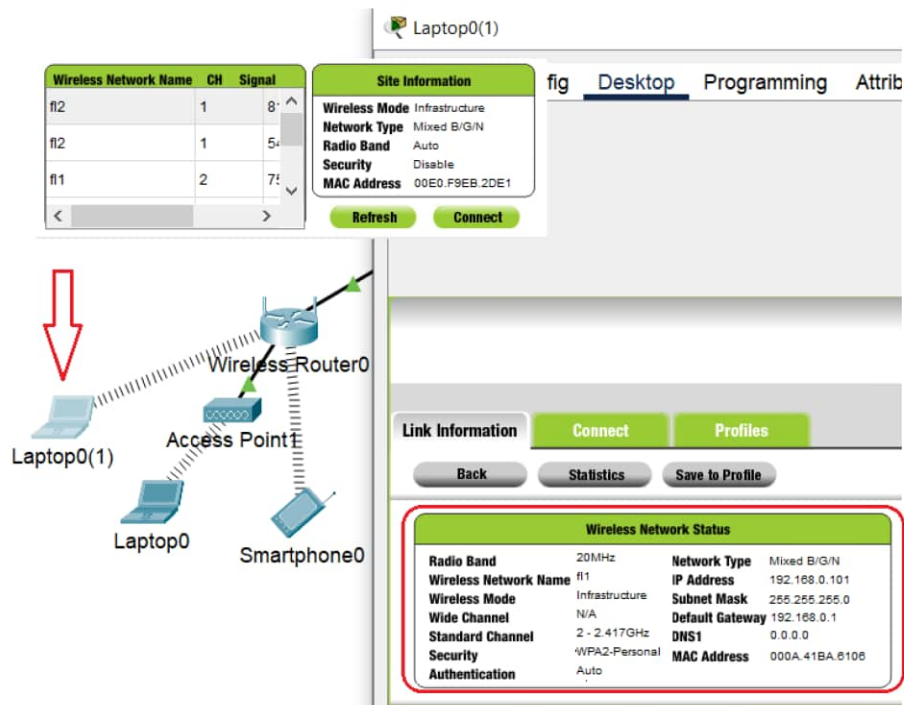 Laptop0(1)
fig Desktop Programming Attrib
Wireless Network Name CH Signal
fl2 1 8
fl2 1 54
fl1 2 75
Site Information
Wireless Mode Infrastructure
Network Type Mixed B/G/N
Radio Band Auto
Security Disable
MAC Address 00E0.F9EB.2DE1
Refresh Connect
Wireless Router0
Access Point1
Laptop0(1)
Laptop0
Smartphone0
Link Information Connect Profiles
Back Statistics Save to Profile
Wireless Network Status
Radio Band 20MHz
Wireless Network Name fl1
Wireless Mode Infrastructure
Wide Channel N/A
Standard Channel 2 - 2.417GHz
Security WPA2-Personal
Authentication Auto
Network Type Mixed B/G/N
IP Address 192.168.0.101
Subnet Mask 255.255.255.0
Default Gateway 192.168.0.1
DNS1 0.0.0.0
MAC Address 000A.41BA.6106